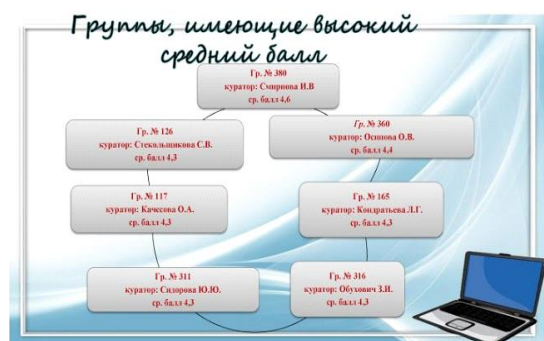 Группы, имеющие высокий
средний балл
Гр. № 380
куратор: Смирнова И.В
ср. балл 4,6
Гр. № 360
куратор: Осипова О.В.
ср. балл 4,4
Гр. № 165
куратор: Кондратьева Л.Г.
ср. балл 4,3
Гр. № 316
куратор: Обухович З.И.
ср. балл 4,3
Гр. № 311
куратор: Сидорова Ю.Ю.
ср. балл 4,3
Гр. № 117
куратор: Качесова О.А.
ср. балл 4,3
Гр. № 126
куратор: Стекольщикова С.В.
ср. балл 4,3